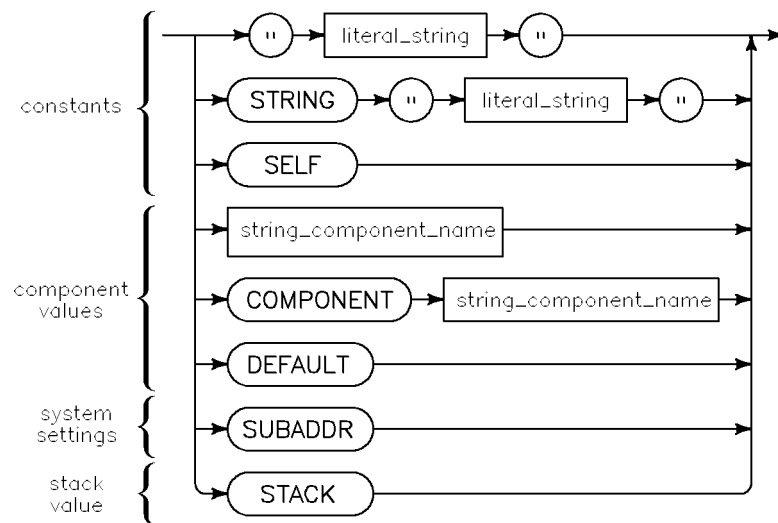 " literal_string "
constants
STRING " literal_string "
SELF
string_component_name
component
values
COMPONENT string_component_name
DEFAULT
system
settings
SUBADDR
stack
value
STACK